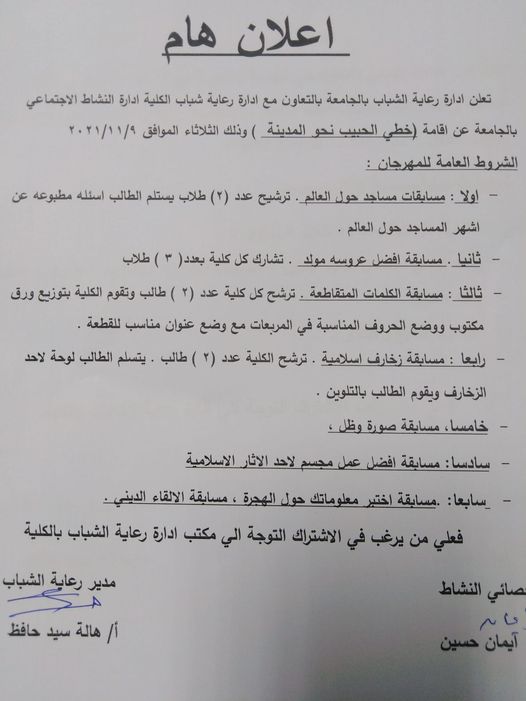 اعلان هام
تعلن ادارة رعاية الشباب بالجامعة بالتعاون مع ادارة رعاية شباب الكلية ادارة النشاط الاجتماعي
بالجامعة عن اقامة (خطي الحبيب نحو المدينة ) وذلك الثلاثاء الموافق ٢٠٢١/١١/٩
الشروط العامة للمهرجان :
- اولا : مسابقات مساجد حول العالم . ترشيح عدد (٢) طلاب يستلم الطالب اسئله مطبوعه عن
اشهر المساجد حول العالم .
- ثانيا . مسابقة افضل عروسه مولد . تشارك كل كلية بعدد( ٣ ) طلاب
- ثالثا : مسابقة الكلمات المتقاطعة . ترشح كل كلية عدد (٢ ) طالب وتقوم الكلية بتوزيع ورق
مكتوب ووضع الحروف المناسبة في المربعات مع وضع عنوان مناسب للقطعة .
- رابعا : مسابقة زخارف اسلامية . ترشح الكلية عدد (٢ ) طالب . يتسلم الطالب لوحة لاحد
الزخارف ويقوم الطالب بالتلوين .
- خامسا، مسابقة صورة وظل ،
- سادسا: مسابقة افضل عمل مجسم لاحد الاثار الاسلامية
- سابعا: .مسابقة اختبر معلوماتك حول الهجرة ، مسابقة الالقاء الديني .
فعلي من يرغب في الاشتراك التوجة الي مكتب ادارة رعاية الشباب بالكلية
صائي النشاط
مدير رعاية الشباب
آيمان حسين
أ/ هالة سيد حافظ